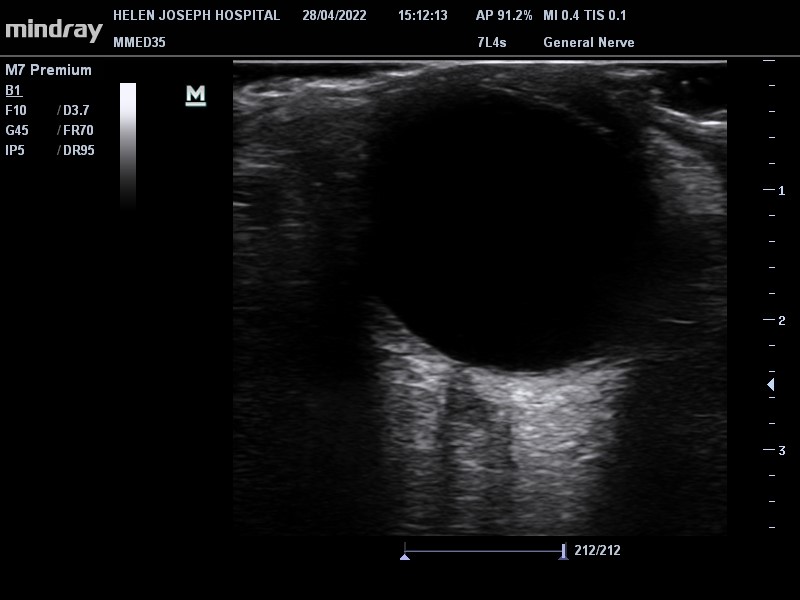 mindray
HELEN JOSEPH HOSPITAL 28/04/2022 15:12:13 AP 91.2% MI 0.4 TIS 0.1
MMED35 7L4s General Nerve
M7 Premium
B1
F10 /D3.7
G45 /FR70
IP5 /DR95
M
1
2
3
212/212